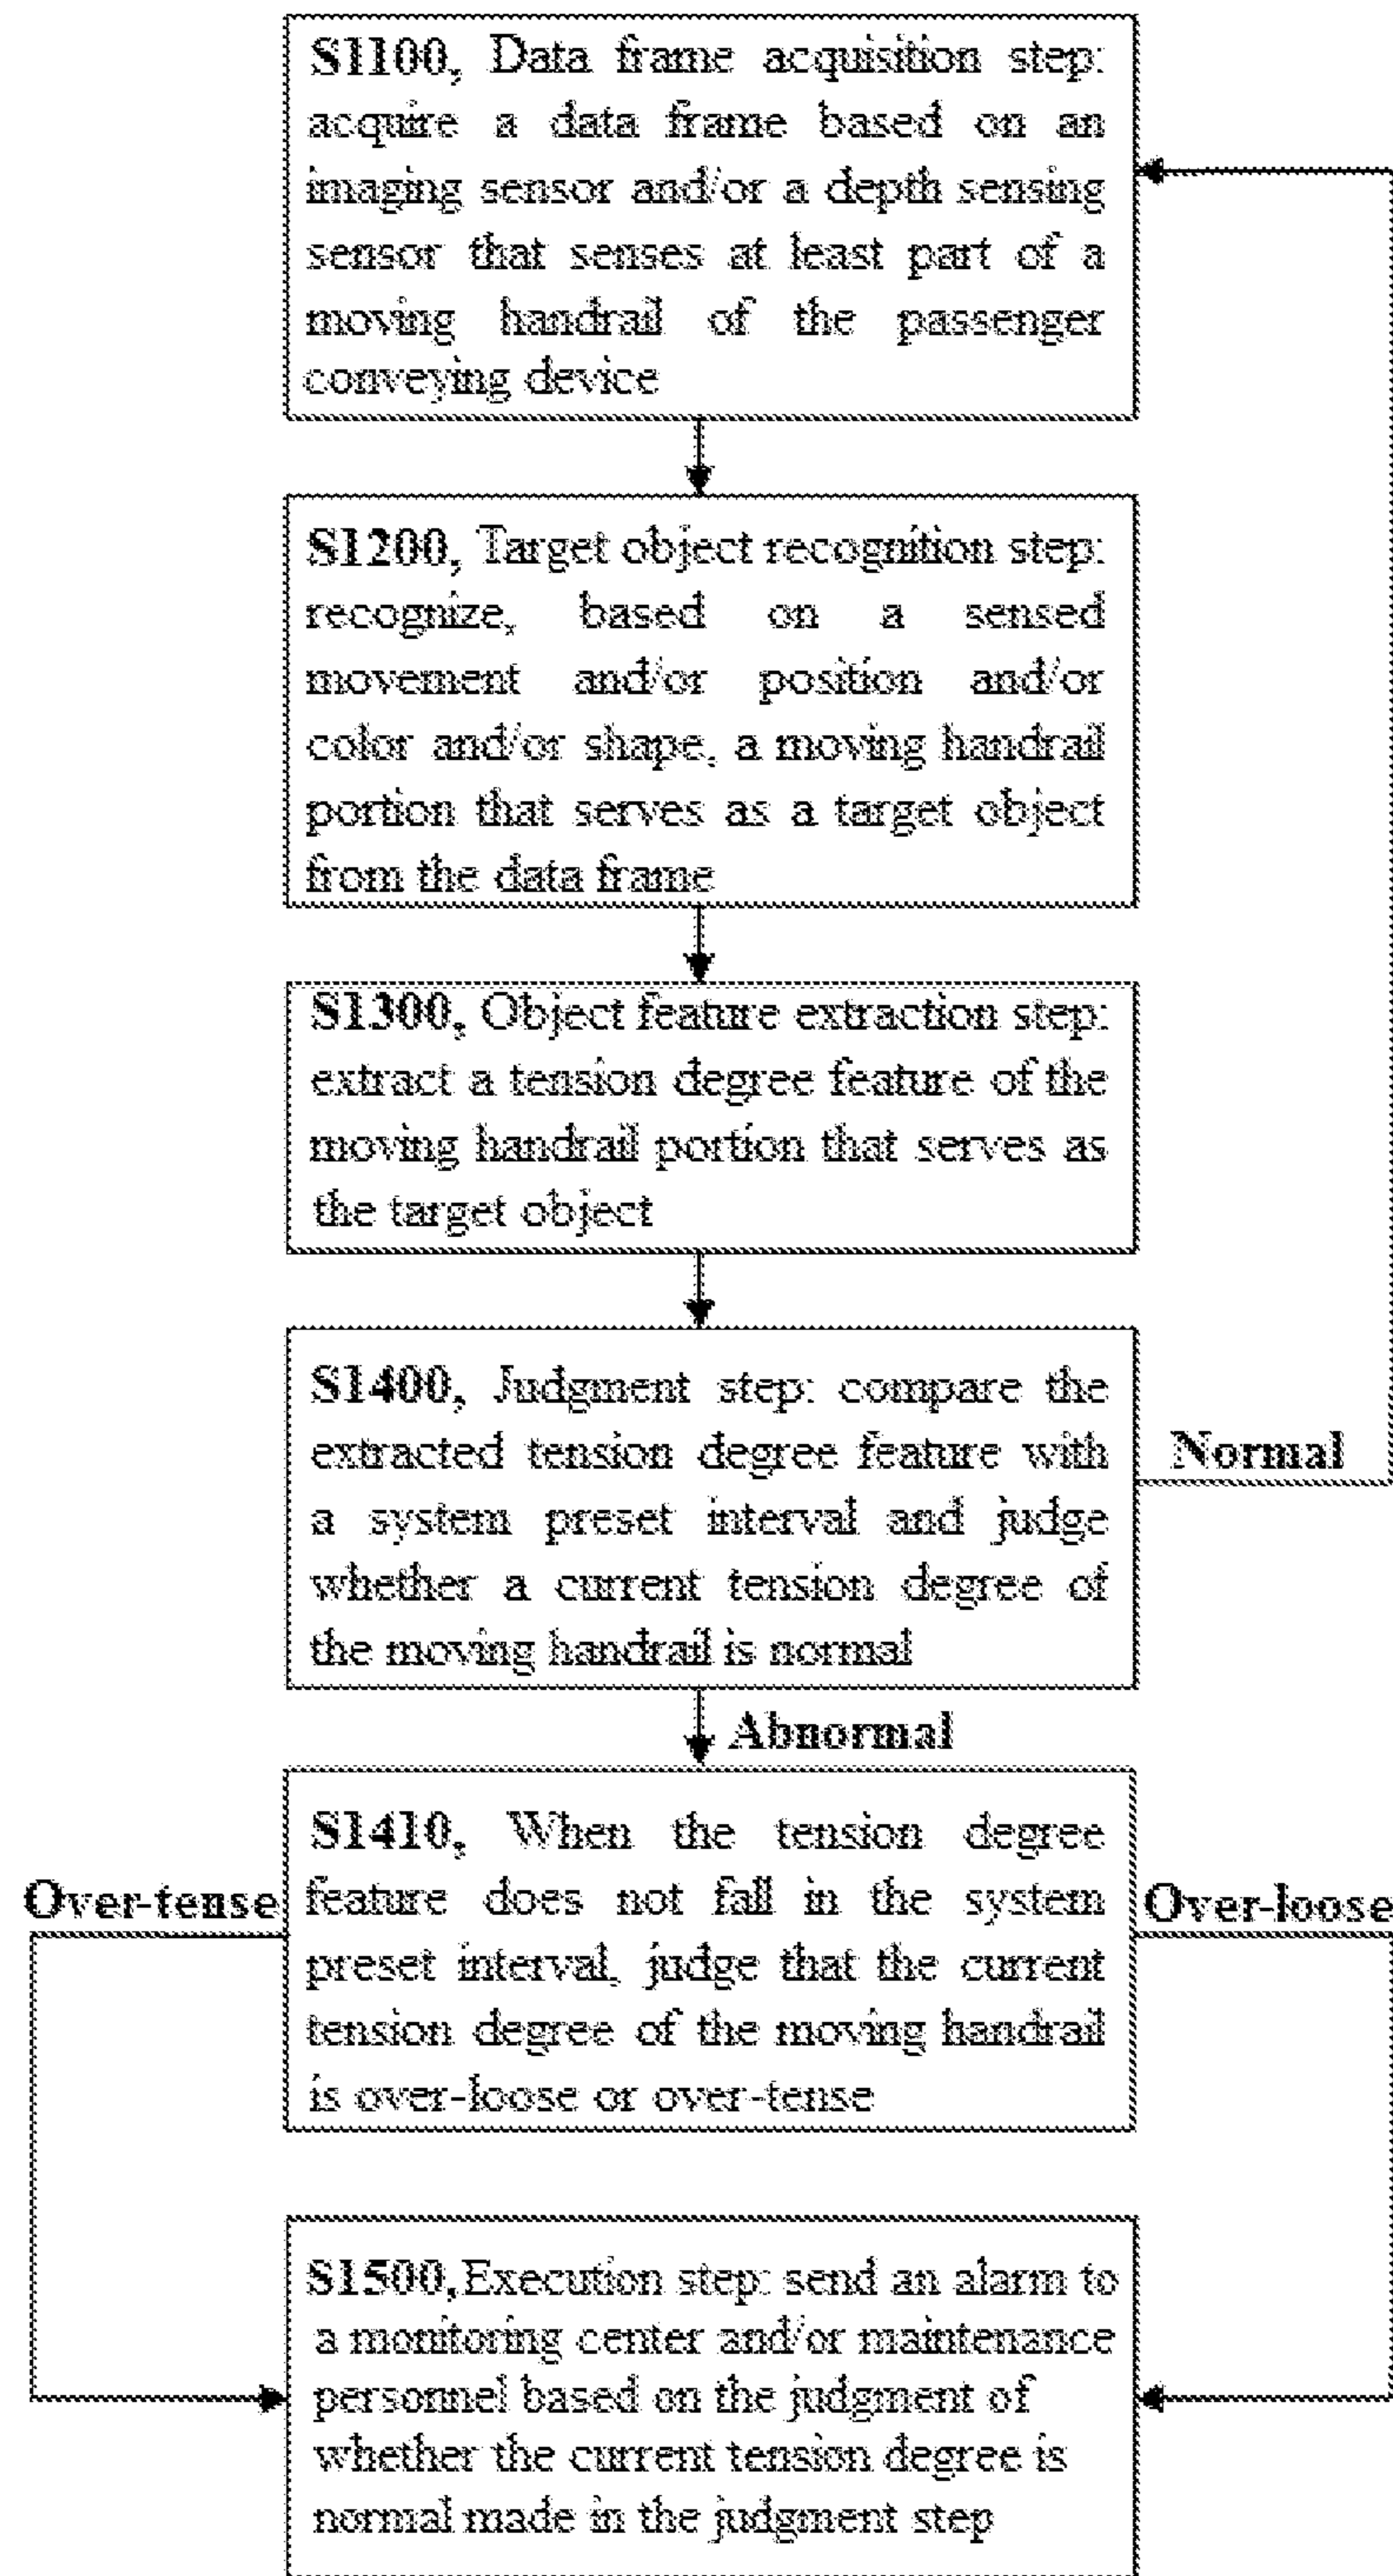 S1100, Data frame acquisition step:
acquire a data frame based on an
imaging sensor and/or a depth sensing
sensor that senses at least part of a
moving handrail of the passenger
conveying device
S1200, Target object recognition step:
recognize, based on a sensed
movement and/or position and/or
color and/or shape, a moving handrail
portion that serves as a target object
from the data frame
S1300, Object feature extraction step:
extract a tension degree feature of the
moving handrail portion that serves as
the target object
S1400, Judgment step: compare the
extracted tension degree feature with
a system preset interval and judge
whether a current tension degree of
the moving handrail is normal
Normal
Abnormal
S1410, When the tension degree
feature does not fall in the system
preset interval, judge that the current
tension degree of the moving handrail
is over-loose or over-tense
Over-tense
Over-loose
S1500,Execution step: send an alarm to
a monitoring center and/or maintenance
personnel based on the judgment of
whether the current tension degree is
normal made in the judgment step